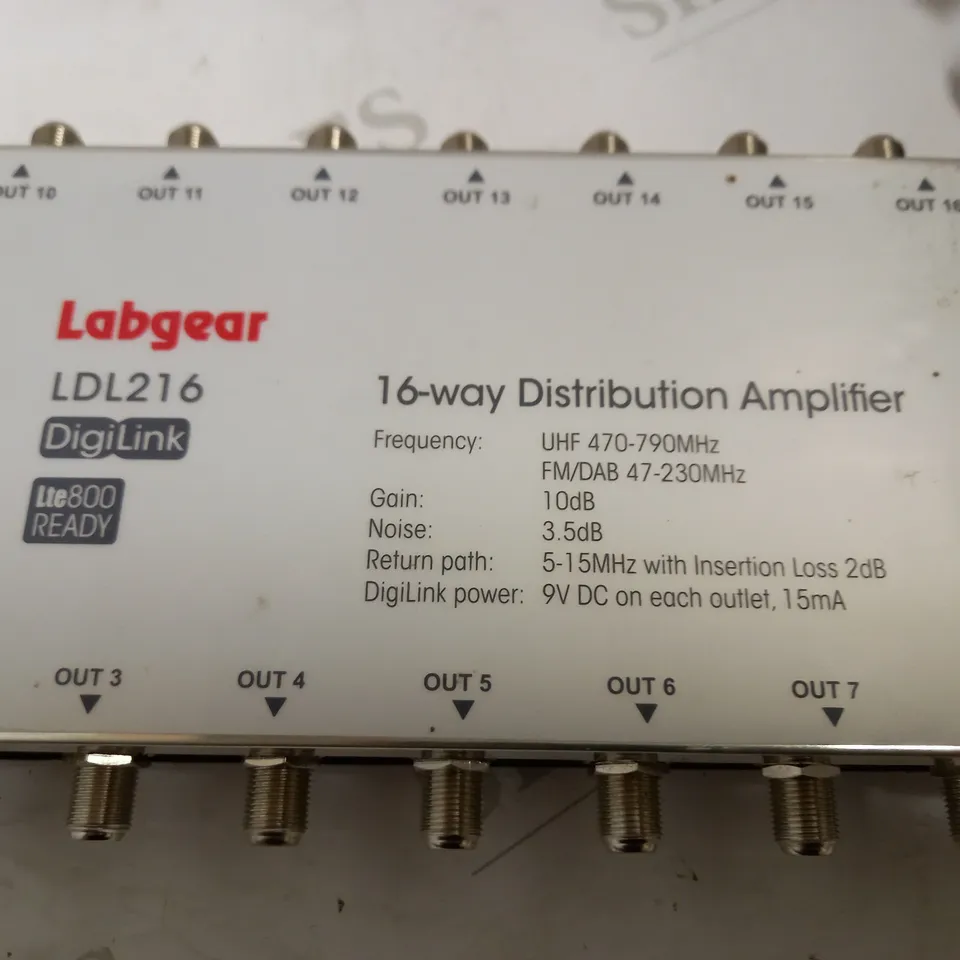 OUT 10 OUT 11 OUT 12 OUT 13 OUT 14 OUT 15 OUT 16
Labgear
LDL216
DigiLink
Lte800
READY
16-way Distribution Amplifier
Frequency: UHF 470-790MHz
FM/DAB 47-230MHz
Gain: 10dB
Noise: 3.5dB
Return path: 5-15MHz with Insertion Loss 2dB
DigiLink power: 9V DC on each outlet, 15mA
OUT 3 OUT 4 OUT 5 OUT 6 OUT 7